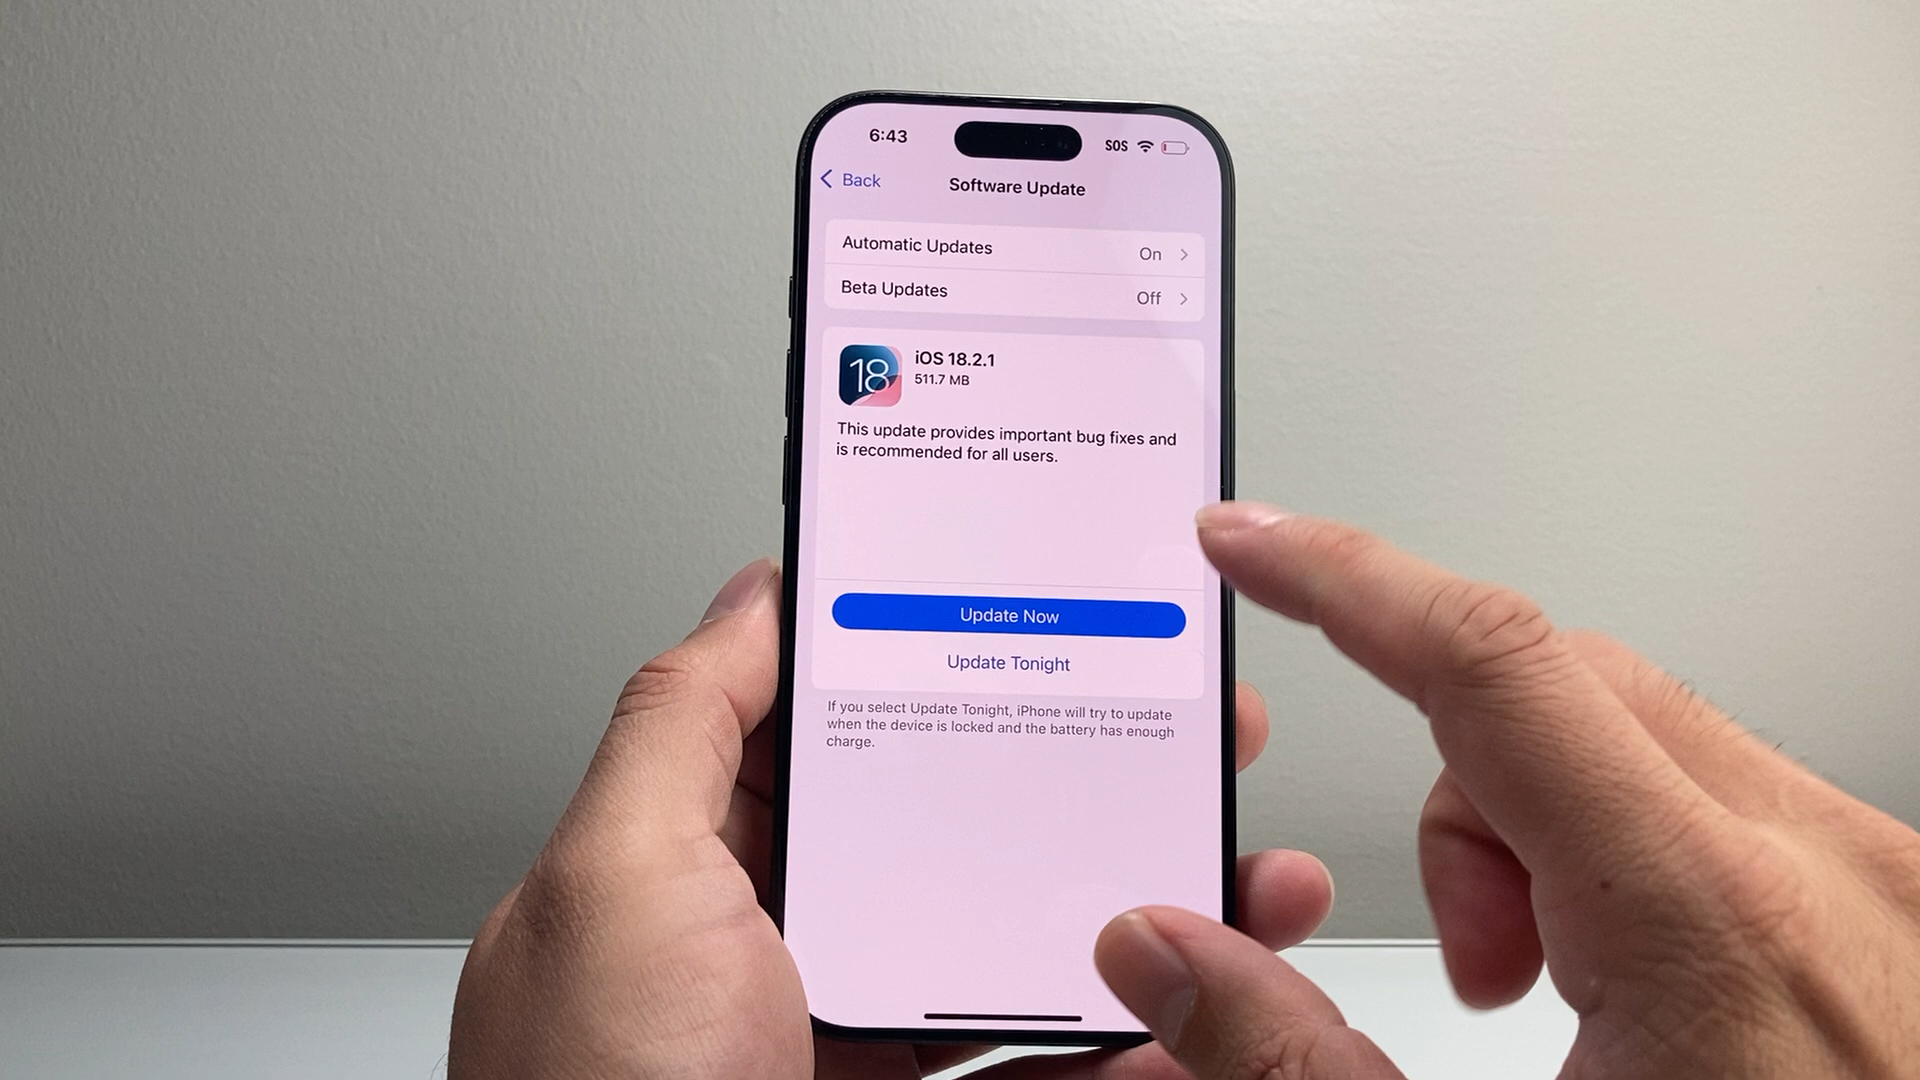 6:43
SOS
Back
Software Update
Automatic Updates On
Beta Updates Off
18
iOS 18.2.1
511.7 MB
This update provides important bug fixes and
is recommended for all users.
Update Now
Update Tonight
If you select Update Tonight, iPhone will try to update
when the device is locked and the battery has enough
charge.